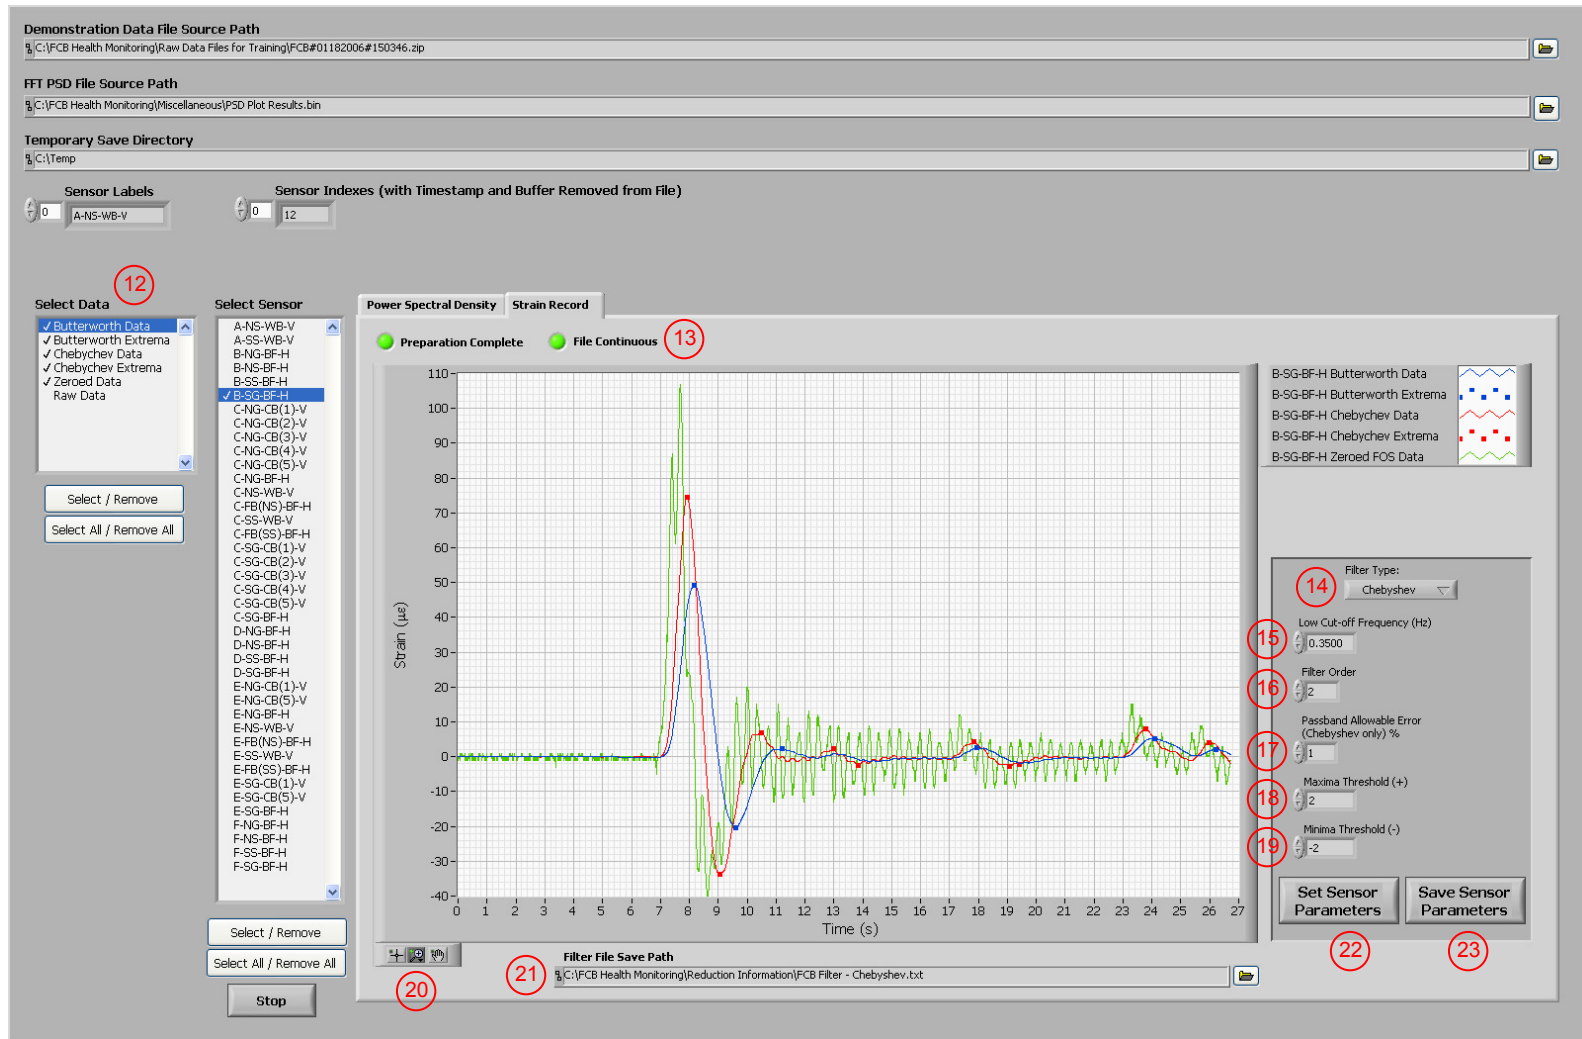 Demonstration Data File Source Path
C:\FCB Health Monitoring\Raw Data Files for Training\FCB#01182006#150346.zip
FFT PSD File Source Path
C:\FCB Health Monitoring\Miscellaneous\PSD Plot Results.bin
Temporary Save Directory
C:\Temp
Sensor Labels
0 A-NS-WB-V
Sensor Indexes (with Timestamp and Buffer Removed from File)
0 12
12
Select Data
Butterworth Data
Butterworth Extrema
Chebychev Data
Chebychev Extrema
Zeroed Data
Raw Data
Select / Remove
Select All / Remove All
Select Sensor
A-NS-WB-V
A-SS-WB-V
B-NG-BF-H
B-NS-BF-H
B-SS-BF-H
B-SG-BF-H
C-NG-CB(1)-V
C-NG-CB(2)-V
C-NG-CB(3)-V
C-NG-CB(4)-V
C-NG-CB(5)-V
C-NG-BF-H
C-NS-WB-V
C-FB(NS)-BF-H
C-SS-WB-V
C-FB(SS)-BF-H
C-SG-CB(1)-V
C-SG-CB(2)-V
C-SG-CB(3)-V
C-SG-CB(4)-V
C-SG-CB(5)-V
C-SG-BF-H
D-NG-BF-H
D-NS-BF-H
D-SS-BF-H
D-SG-BF-H
E-NG-CB(1)-V
E-NG-CB(5)-V
E-NG-BF-H
E-NS-WB-V
E-FB(NS)-BF-H
E-SS-WB-V
E-FB(SS)-BF-H
E-SG-CB(1)-V
E-SG-CB(5)-V
E-SG-BF-H
F-NG-BF-H
F-NS-BF-H
F-SS-BF-H
F-SG-BF-H
Select / Remove
Select All / Remove All
Stop
Power Spectral Density
Strain Record
Preparation Complete
File Continuous
13
110
100
90
80
70
60
50
40
30
20
10
0
-10
-20
-30
-40
Strain (με)
0 1 2 3 4 5 6 7 8 9 10 11 12 13 14 15 16 17 18 19 20 21 22 23 24 25 26 27
Time (s)
20
Filter File Save Path
21
C:\FCB Health Monitoring\Reduction Information\FCB Filter - Chebyshev.txt
B-SG-BF-H Butterworth Data
B-SG-BF-H Butterworth Extrema
B-SG-BF-H Chebychev Data
B-SG-BF-H Chebychev Extrema
B-SG-BF-H Zeroed FOS Data
Filter Type:
14
Chebyshev
Low Cut-off Frequency (Hz)
15
0.3500
Filter Order
16
2
Passband Allowable Error
(Chebyshev only) %
17
1
Maxima Threshold (+)
18
2
Minima Threshold (-)
19
-2
Set Sensor
Parameters
Save Sensor
Parameters
22
23